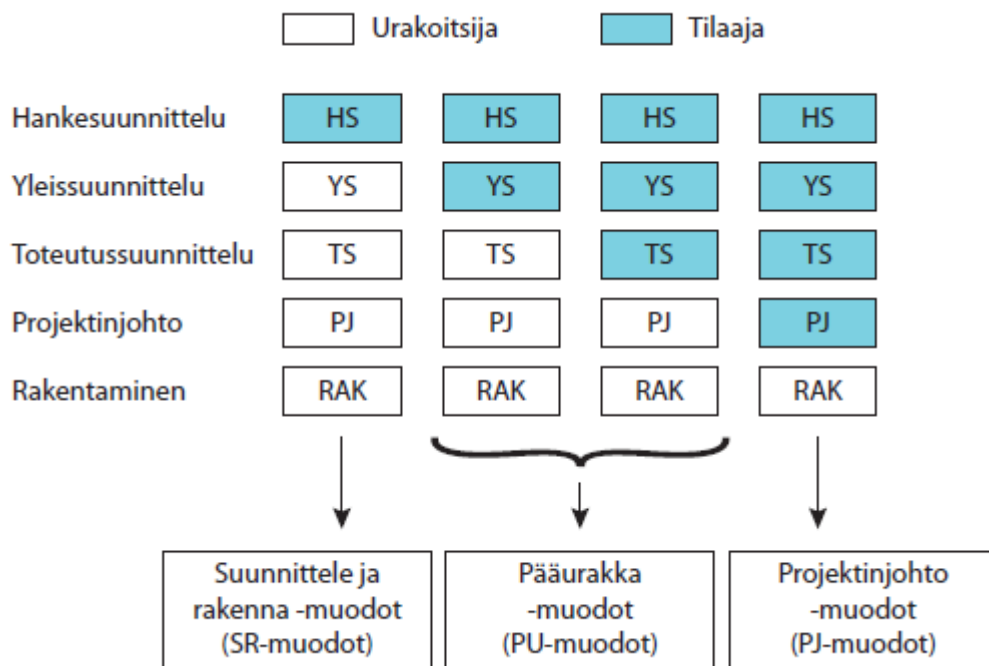 Urakoitsija Tilaaja
Hankesuunnittelu HS HS HS HS
Yleissuunnittelu YS YS YS YS
Toteutussuunnittelu TS TS TS TS
Projektinjohto PJ PJ PJ PJ
Rakentaminen RAK RAK RAK RAK
Suunnittele ja
rakenna -muodot
(SR-muodot)
Pääurakka
-muodot
(PU-muodot)
Projektinjohto
-muodot
(PJ-muodot)